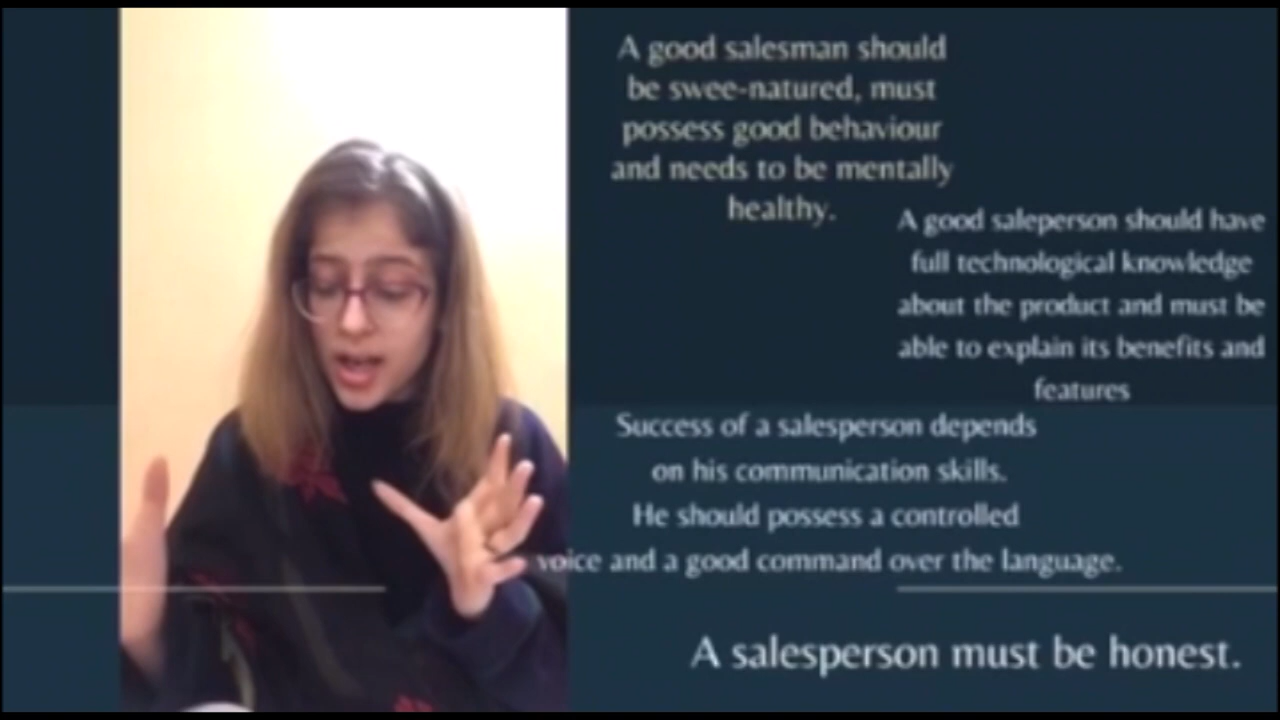 A good salesman should
be swee-natured, must
possess good behaviour
and needs to be mentally
healthy.
A good saleperson should have
full technological knowledge
about the product and must be
able to explain its benefits and
features
Success of a salesperson depends
on his communication skills.
He should possess a controlled
voice and a good command over the language.
A salesperson must be honest.